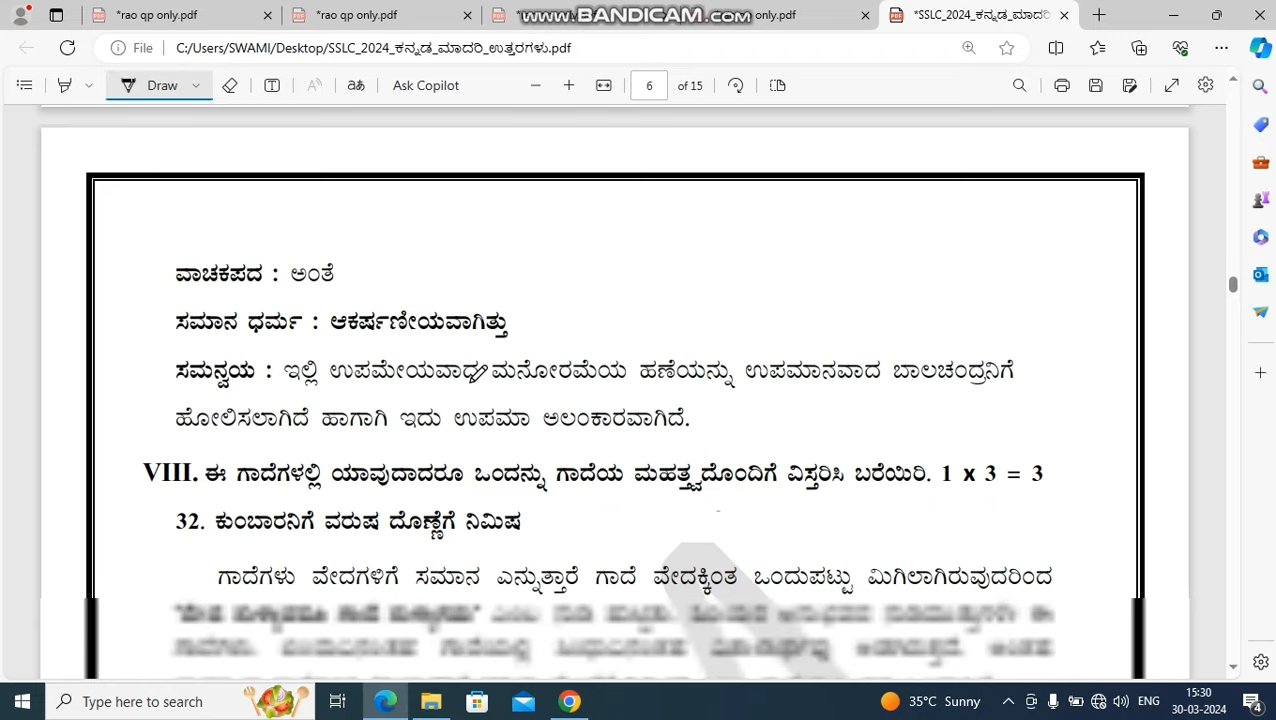 www.BANDICAM.com
*rao qp only.pdf
*rao qp only.pdf
qp only.pdf
*SSLC_2024_ಕನ್ನಡ_ಮಾದರಿ
File
C:/Users/SWAMI/Desktop/SSLC_2024_ಕನ್ನಡ_ಮಾದರಿ_ಉತ್ತರಗಳು.pdf
Draw
Ask Copilot
6
of 15
ವಾಚಕಪದ : ಅಂತೆ
ಸಮಾನ ಧರ್ಮ : ಆಕರ್ಷಣೀಯವಾಗಿತ್ತು
ಸಮನ್ವಯ : ಇಲ್ಲಿ ಉಪಮೇಯವಾದ ಮನೋರಮೆಯ ಹಣೆಯನ್ನು ಉಪಮಾನವಾದ ಬಾಲಚಂದ್ರನಿಗೆ
ಹೋಲಿಸಲಾಗಿದೆ ಹಾಗಾಗಿ ಇದು ಉಪಮಾ ಅಲಂಕಾರವಾಗಿದೆ.
VIII. ಈ ಗಾದೆಗಳಲ್ಲಿ ಯಾವುದಾದರೂ ಒಂದನ್ನು ಗಾದೆಯ ಮಹತ್ತ್ವದೊಂದಿಗೆ ವಿಸ್ತರಿಸಿ ಬರೆಯಿರಿ. 1 x 3 = 3
32. ಕುಂಬಾರನಿಗೆ ವರುಷ ದೊಣ್ಣೆಗೆ ನಿಮಿಷ
ಗಾದೆಗಳು ವೇದಗಳಿಗೆ ಸಮಾನ ಎನ್ನುತ್ತಾರೆ ಗಾದೆ ವೇದಕ್ಕಿಂತ ಒಂದುಪಟ್ಟು ಮಿಗಿಲಾಗಿರುವುದರಿಂದ
Type here to search
35°C Sunny
ENG
15:30
30-03-2024
4